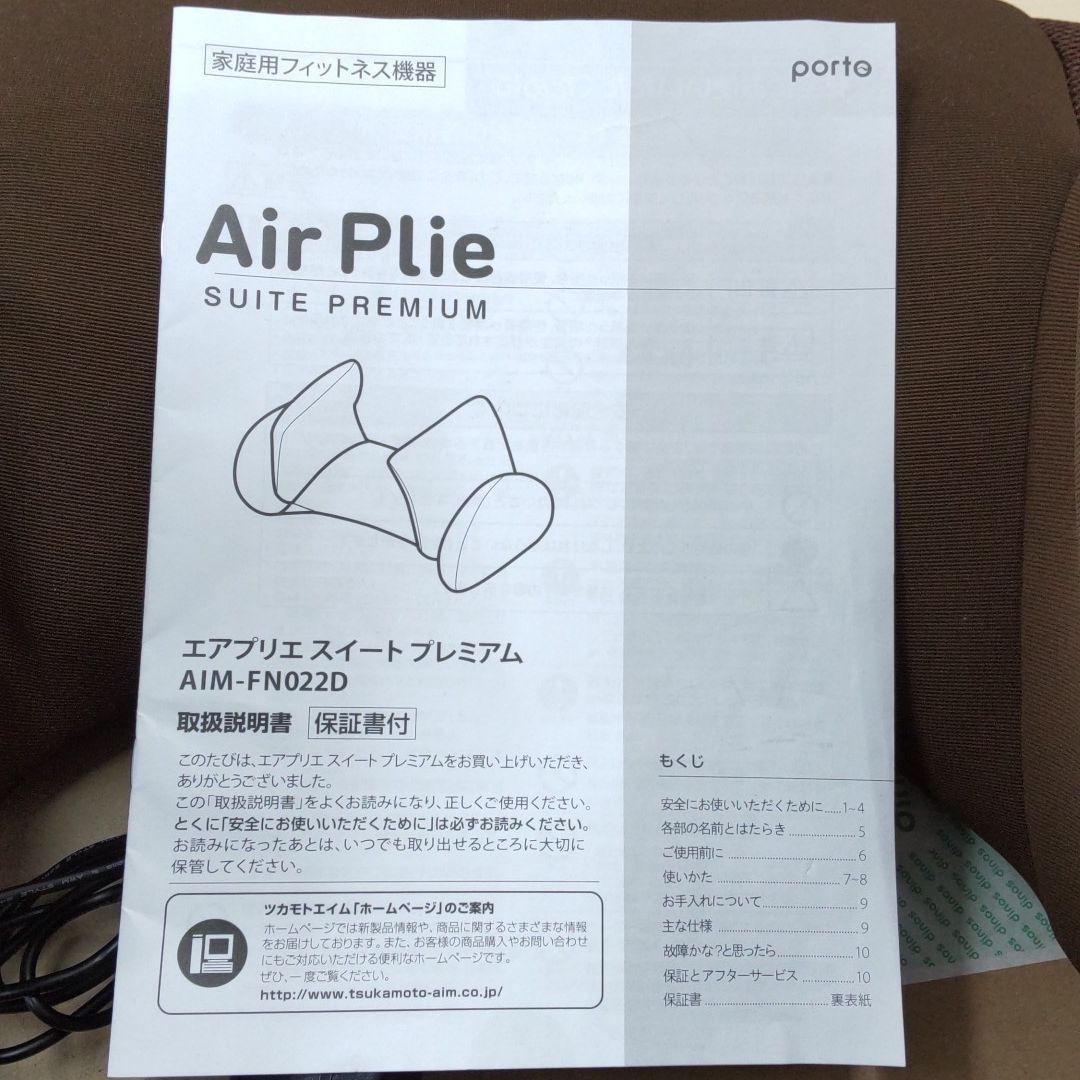 家庭用フィットネス機器
porto
Air Plie
SUITE PREMIUM
エアプリエ スイート プレミアム
AIM-FN022D
取扱説明書 保証書付
このたびは、エアプリエ スイート プレミアムをお買い上げいただき、
ありがとうございました。
この「取扱説明書」をよくお読みになり、正しくご使用ください。
とくに「安全にお使いいただくために」は必ずお読みください。
お読みになったあとは、いつでも取り出せるところに大切に
保管してください。
ツカモトエイム「ホームページ」のご案内
ホームページでは新製品情報や、商品に関するさまざまな情報
をお届けしております。また、お客様の商品購入やお問い合わせ
にもご対応いただける便利なホームページです。
ぜひ、一度ご覧ください。
http://www.tsukamoto-aim.co.jp/
もくじ
安全にお使いいただくために......1~4
各部の名前とはたらき..................5
ご使用前に...................................6
使いかた..................................7~8
お手入れについて.........................9
主な仕様.......................................9
故障かな?と思ったら....................10
保証とアフターサービス..............10
保証書..................................裏表紙
dinos